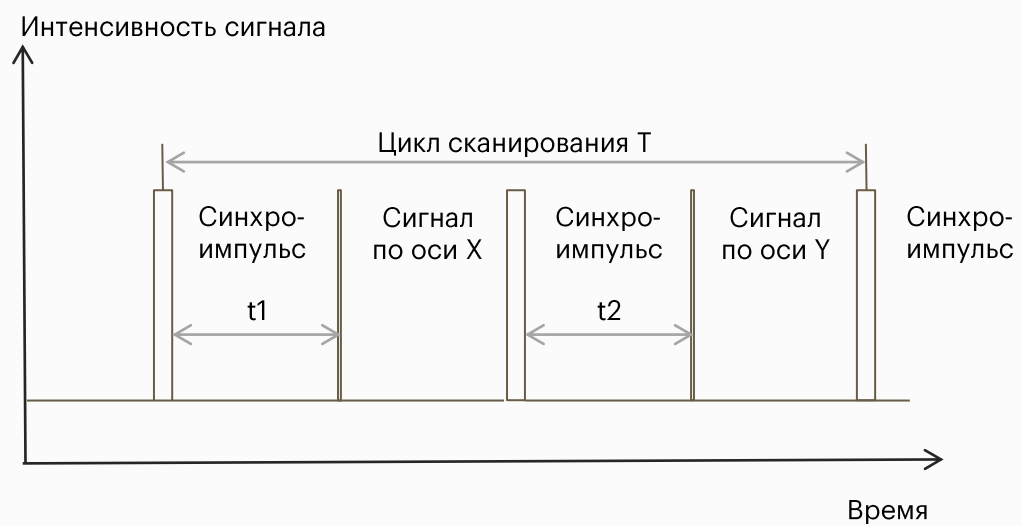 Интенсивность сигнала
Цикл сканирования T
Синхро-
импульс
Сигнал
по оси X
Синхро-
импульс
Сигнал
по оси Y
Синхро-
импульс
t1
t2
Время